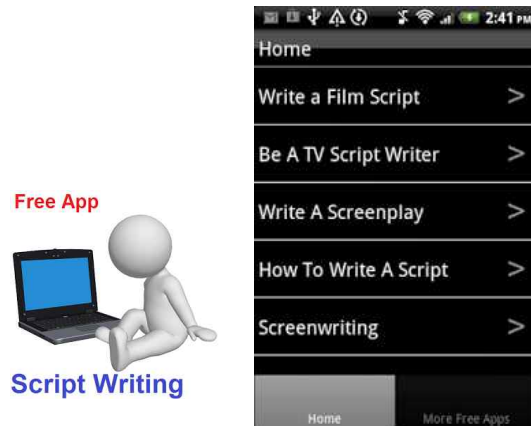 Free App
Script Writing
2:41 PM
Home
Write a Film Script >
Be A TV Script Writer >
Write A Screenplay >
How To Write A Script >
Screenwriting >
Home
More Free Apps